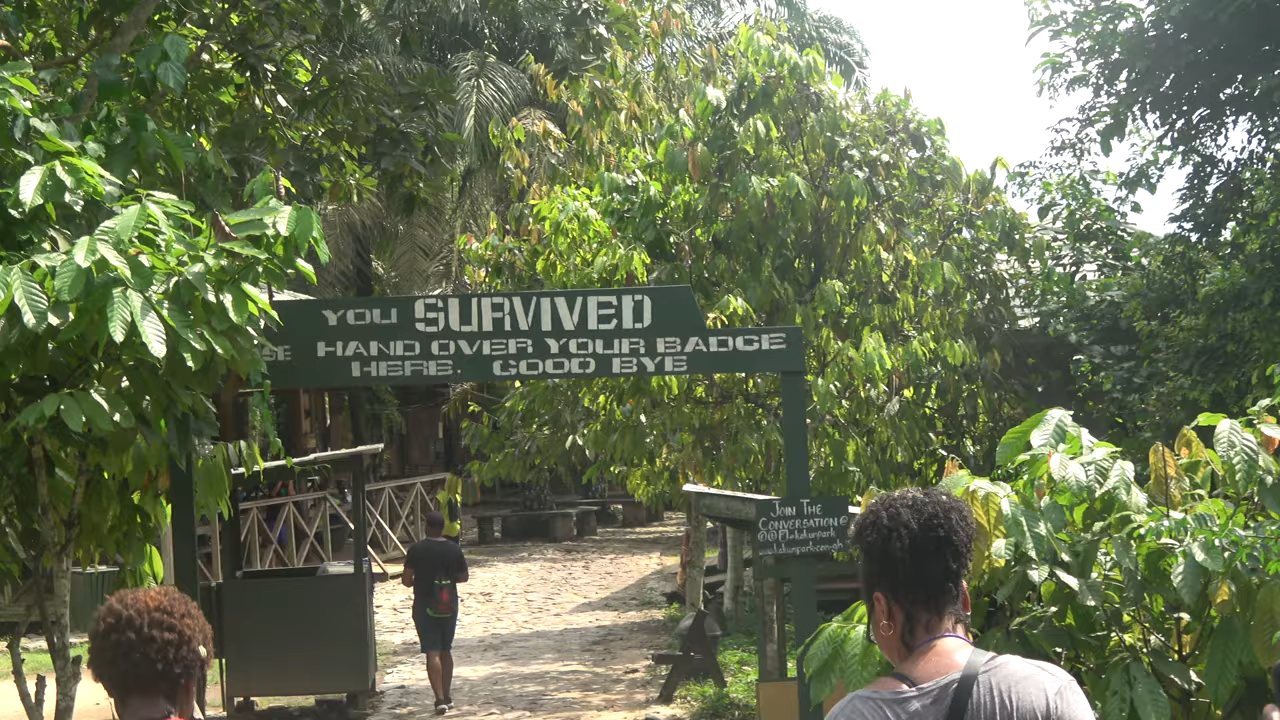 YOU SURVIVED
HAND OVER YOUR BADGE
HERE. GOOD BYE
JOIN THE
CONVERSATION@